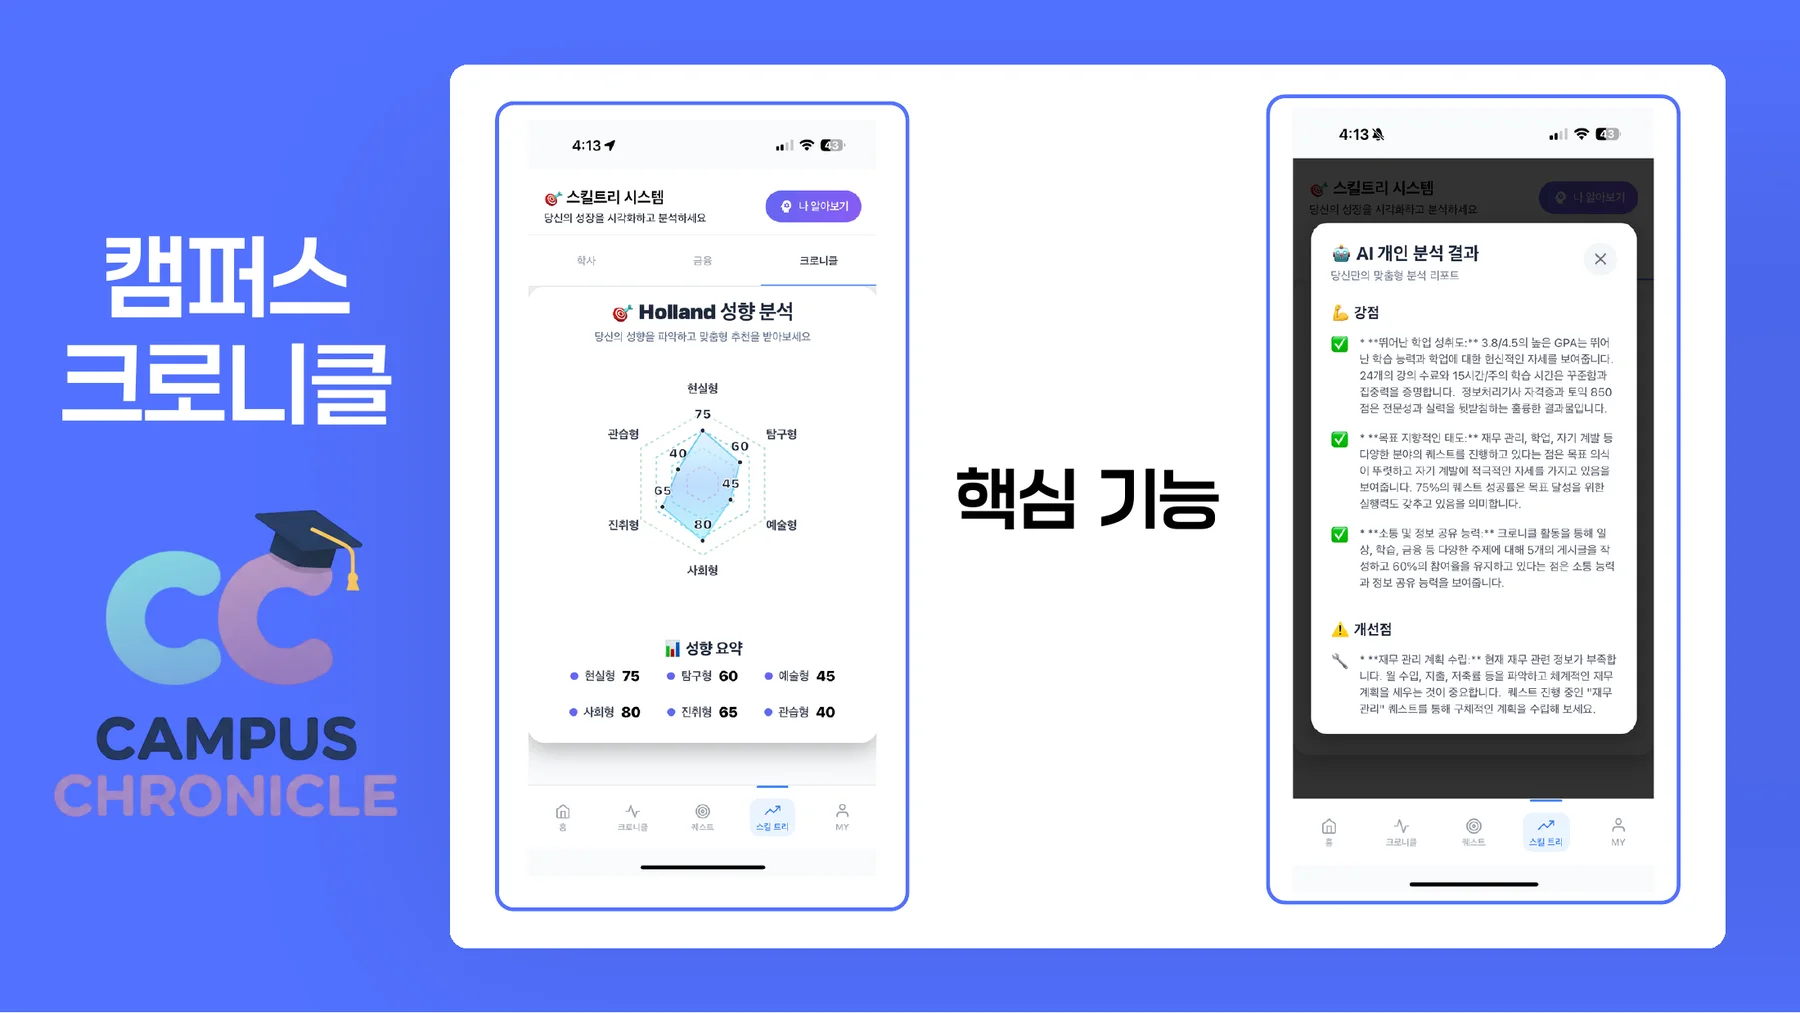 캠퍼스
크로니클
CAMPUS
CHRONICLE
4:13
43
스킬트리 시스템
당신의 성장을 시각화하고 분석하세요
나 알아보기
학사
금융
크로니클
Holland 성향 분석
당신의 성향을 파악하고 맞춤형 추천을 받아보세요
현실형
75
관습형
탐구형
40
60
65
45
진취형
80
예술형
사회형
성향 요약
현실형 75
탐구형 60
예술형 45
사회형 80
진취형 65
관습형 40
홈
크로니클
퀘스트
스킬 트리
MY
핵심 기능
4:13
43
스킬트리 시스템
당신의 성장을 시각화하고 분석하세요
나 알아보기
AI 개인 분석 결과
당신만의 맞춤형 분석 리포트
강점
* **뛰어난 학업 성취도:** 3.8/4.5의 높은 GPA는 뛰어
난 학습 능력과 학업에 대한 헌신적인 자세를 보여줍니다.
24개의 강의 수료와 15시간/주의 학습 시간은 꾸준함과
집중력을 증명합니다. 정보처리기사 자격증과 토익 850
점은 전문성과 실력을 뒷받침하는 훌륭한 결과물입니다.
* **목표 지향적인 태도:** 재무 관리, 학업, 자기 계발 등
다양한 분야의 퀘스트를 진행하고 있다는 점은 목표 의식
이 뚜렷하고 자기 계발에 적극적인 자세를 가지고 있음을
보여줍니다. 75%의 퀘스트 성공률은 목표 달성을 위한
실행력도 갖추고 있음을 의미합니다.
* **소통 및 정보 공유 능력:** 크로니클 활동을 통해 일
상, 학습, 금융 등 다양한 주제에 대해 5개의 게시글을 작
성하고 60%의 참여율을 유지하고 있다는 점은 소통 능력
과 정보 공유 능력을 보여줍니다.
개선점
* **재무 관리 계획 수립:** 현재 재무 관련 정보가 부족합
니다. 월 수입, 지출, 저축률 등을 파악하고 체계적인 재무
계획을 세우는 것이 중요합니다. 퀘스트 진행 중인 "재무
관리" 퀘스트를 통해 구체적인 계획을 수립해 보세요.
홈
크로니클
퀘스트
스킬 트리
MY